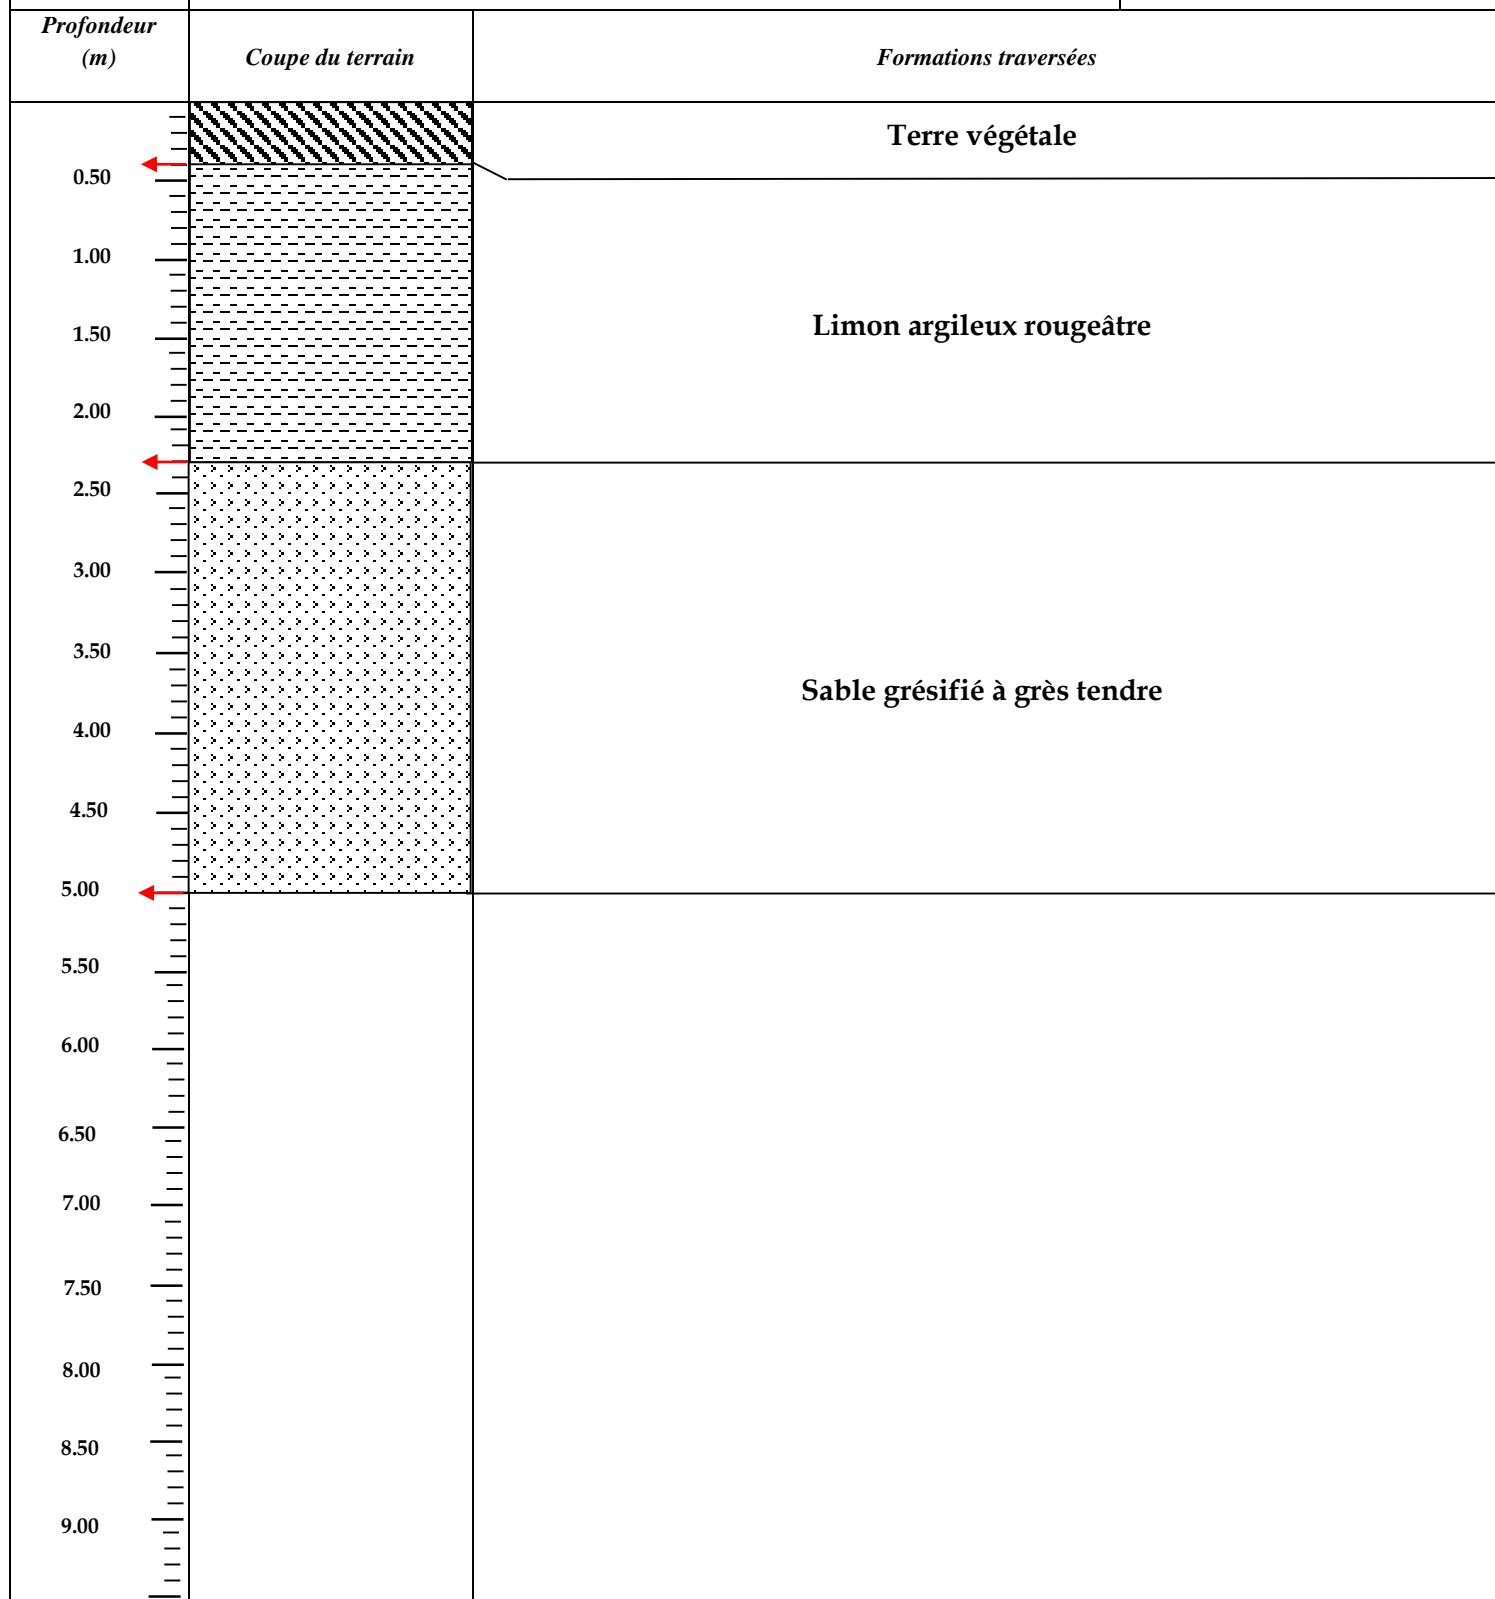 Profondeur
(m)
Coupe du terrain
Formations traversées
Terre végétale
0.50
1.00
Limon argileux rougeâtre
1.50
2.00
2.50
3.00
3.50
Sable grésifié à grès tendre
4.00
4.50
5.00
5.50
6.00
6.50
7.00
7.50
8.00
8.50
9.00